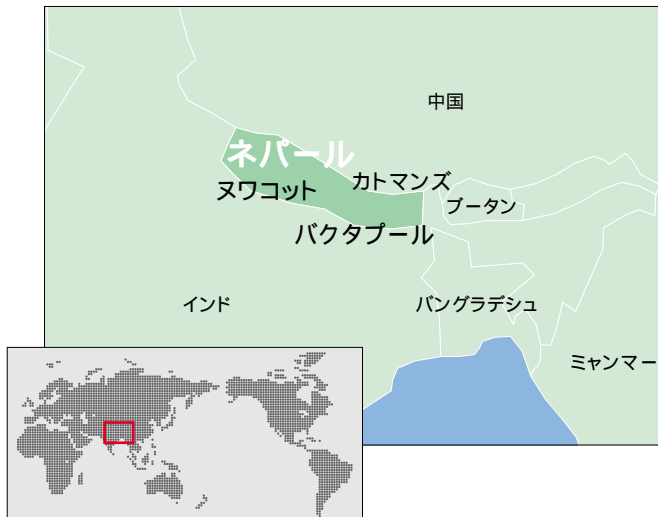 中国
ネパール
カトマンズ
ヌワコット
ブータン
バクタプール
インド
バングラデシュ
ミャンマー